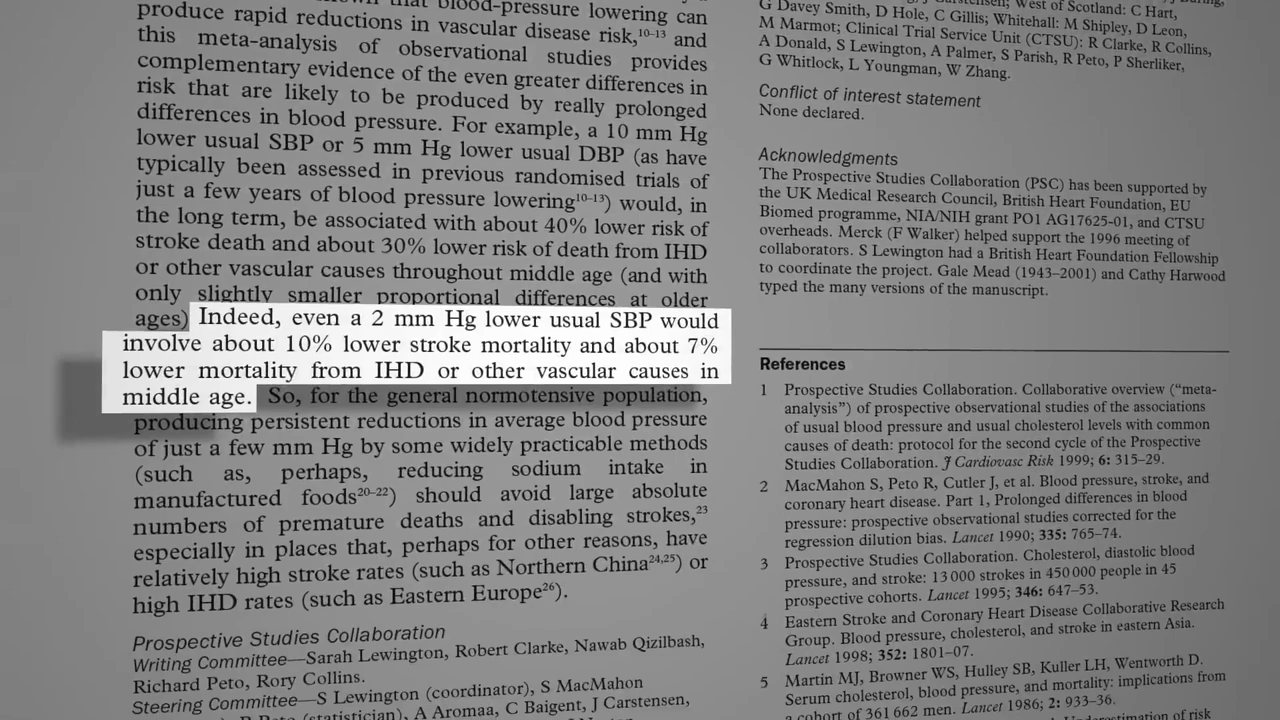 that blood-pressure lowering can
produce rapid reductions in vascular disease risk,10–13 and
this meta-analysis of observational studies provides
complementary evidence of the even greater differences in
risk that are likely to be produced by really prolonged
differences in blood pressure. For example, a 10 mm Hg
lower usual SBP or 5 mm Hg lower usual DBP (as have
typically been assessed in previous randomised trials of
just a few years of blood pressure lowering10–13) would, in
the long term, be associated with about 40% lower risk of
stroke death and about 30% lower risk of death from IHD
or other vascular causes throughout middle age (and with
only slightly smaller proportional differences at older
ages) Indeed, even a 2 mm Hg lower usual SBP would
involve about 10% lower stroke mortality and about 7%
lower mortality from IHD or other vascular causes in
middle age. So, for the general normotensive population,
producing persistent reductions in average blood pressure
of just a few mm Hg by some widely practicable methods
(such as, perhaps, reducing sodium intake in
manufactured foods20–22) should avoid large absolute
numbers of premature deaths and disabling strokes,23
especially in places that, perhaps for other reasons, have
relatively high stroke rates (such as Northern China24,25) or
high IHD rates (such as Eastern Europe26).
Prospective Studies Collaboration
Writing Committee—Sarah Lewington, Robert Clarke, Nawab Qizilbash,
Richard Peto, Rory Collins.
Steering Committee—S Lewington (coordinator), S MacMahon
(statistician), A Aromaa, C Baigent, J Carstensen,
West of Scotland: C Hart,
G Davey Smith, D Hole, C Gillis; Whitehall: M Shipley, D Leon,
M Marmot; Clinical Trial Service Unit (CTSU): R Clarke, R Collins,
A Donald, S Lewington, A Palmer, S Parish, R Peto, P Sherliker,
G Whitlock, L Youngman, W Zhang.
Conflict of interest statement
None declared.
Acknowledgments
The Prospective Studies Collaboration (PSC) has been supported by
the UK Medical Research Council, British Heart Foundation, EU
Biomed programme, NIA/NIH grant PO1 AG17625-01, and CTSU
overheads. Merck (F Walker) helped support the 1996 meeting of
collaborators. S Lewington had a British Heart Foundation Fellowship
to coordinate the project. Gale Mead (1943–2001) and Cathy Harwood
typed the many versions of the manuscript.
References
1 Prospective Studies Collaboration. Collaborative overview (“meta-
analysis”) of prospective observational studies of the associations
of usual blood pressure and usual cholesterol levels with common
causes of death: protocol for the second cycle of the Prospective
Studies Collaboration. J Cardiovasc Risk 1999; 6: 315–29.
2 MacMahon S, Peto R, Cutler J, et al. Blood pressure, stroke, and
coronary heart disease. Part 1, Prolonged differences in blood
pressure: prospective observational studies corrected for the
regression dilution bias. Lancet 1990; 335: 765–74.
3 Prospective Studies Collaboration. Cholesterol, diastolic blood
pressure, and stroke: 13 000 strokes in 450 000 people in 45
prospective cohorts. Lancet 1995; 346: 647–53.
4 Eastern Stroke and Coronary Heart Disease Collaborative Research
Group. Blood pressure, cholesterol, and stroke in eastern Asia.
Lancet 1998; 352: 1801–07.
5 Martin MJ, Browner WS, Hulley SB, Kuller LH, Wentworth D.
Serum cholesterol, blood pressure, and mortality: implications from
a cohort of 361 662 men. Lancet 1986; 2: 933–36.
of risk